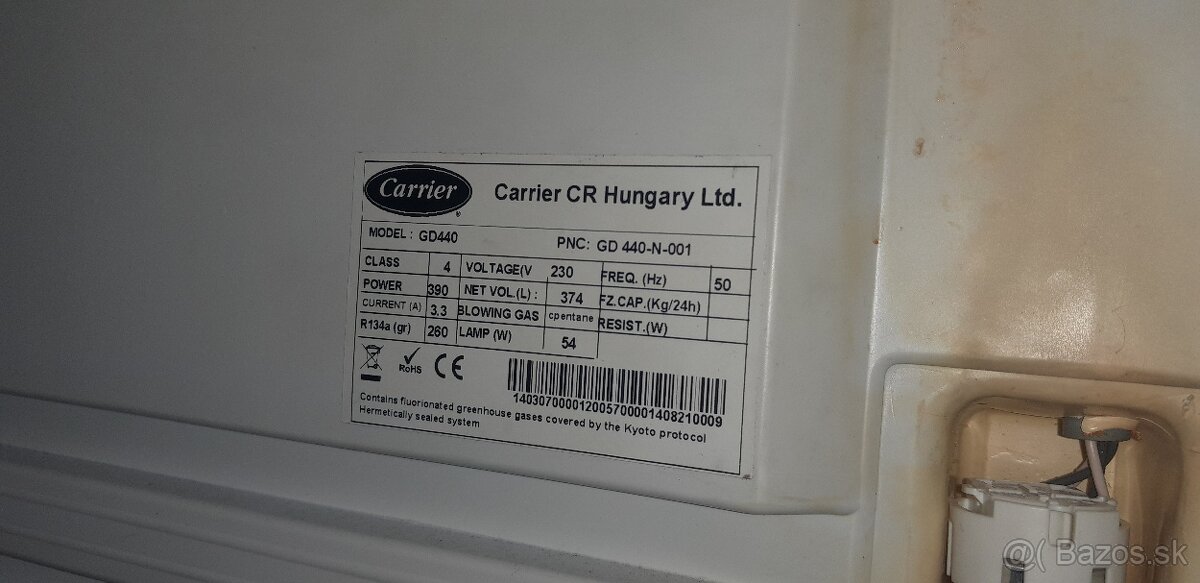 Carrier
Carrier CR Hungary Ltd.
MODEL : GD440 PNC: GD 440-N-001
CLASS 4 VOLTAGE(V 230 FREQ. (Hz) 50
POWER 390 NET VOL.(L) : 374 FZ.CAP.(Kg/24h)
CURRENT (A) 3.3 BLOWING GAS cpentane RESIST.(W)
R134a (gr) 260 LAMP (W) 54
RoHS CE
140307000012005700001408210009
Contains fluorionated greenhouse gases covered by the Kyoto protocol
Hermetically sealed system
@( Bazos.sk